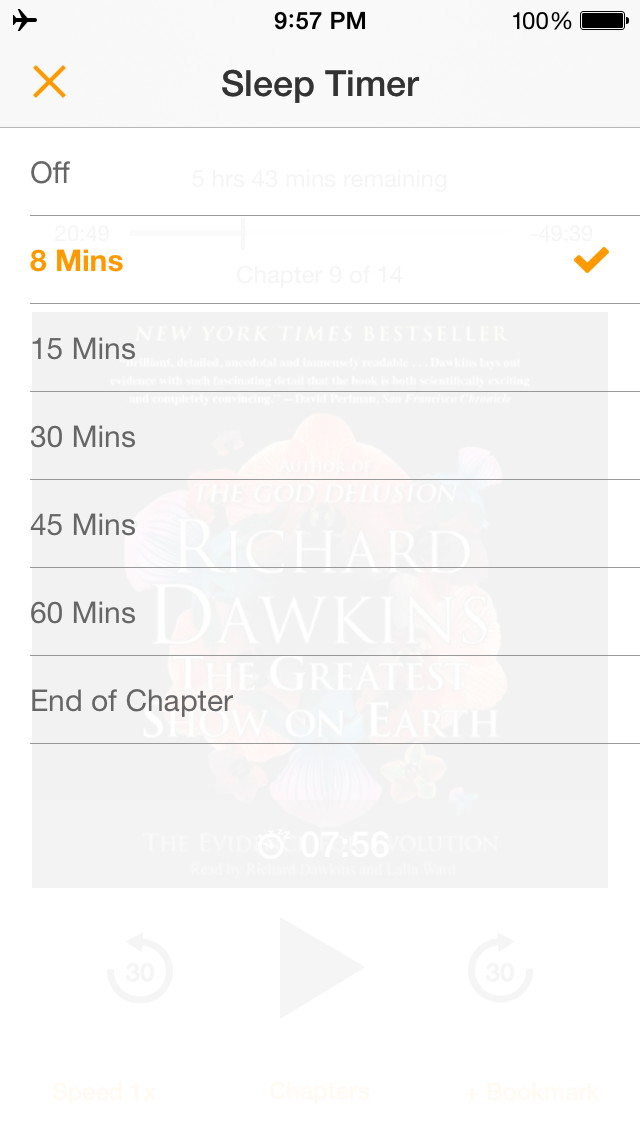 9:57 PM 100%
Sleep Timer
Off
5 hrs 43 mins remaining
20:49 -49:39
8 Mins
Chapter 9 of 14
NEW YORK TIMES BESTSELLER
15 Mins
"Brilliant, detailed, anecdotal and immensely readable . . . Dawkins lays out
evidence with such fascinating detail that the book is both scientifically exciting
and completely convincing." —David Perlman, San Francisco Chronicle
30 Mins
AUTHOR OF
THE GOD DELUSION
45 Mins
RICHARD
DAWKINS
60 Mins
THE GREATEST
End of Chapter
SHOW ON EARTH
THE EVIDENCE FOR EVOLUTION
07:56
Read by Richard Dawkins and Lalla Ward
30 30
Speed 1x Chapters + Bookmark